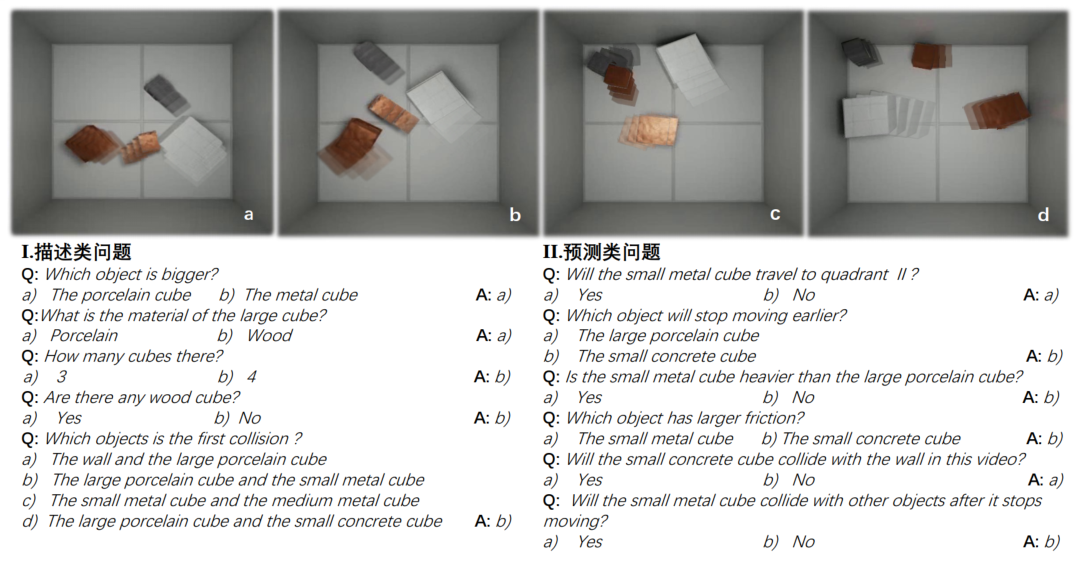 a
b
c
d
I.描述类问题
Q: Which object is bigger?
a) The porcelain cube b) The metal cube A: a)
Q:What is the material of the large cube?
a) Porcelain b) Wood A: a)
Q: How many cubes there?
a) 3 b) 4 A: b)
Q: Are there any wood cube?
a) Yes b) No A: b)
Q: Which objects is the first collision ?
a) The wall and the large porcelain cube
b) The large porcelain cube and the small metal cube
c) The small metal cube and the medium metal cube
d) The large porcelain cube and the small concrete cube A: b)
II.预测类问题
Q: Will the small metal cube travel to quadrant II ?
a) Yes b) No A: a)
Q: Which object will stop moving earlier?
a) The large porcelain cube
b) The small concrete cube A: b)
Q: Is the small metal cube heavier than the large porcelain cube?
a) Yes b) No A: b)
Q: Which object has larger friction?
a) The small metal cube b) The small concrete cube A: b)
Q: Will the small concrete cube collide with the wall in this video?
a) Yes b) No A: a)
Q: Will the small metal cube collide with other objects after it stops
moving?
a) Yes b) No A: b)